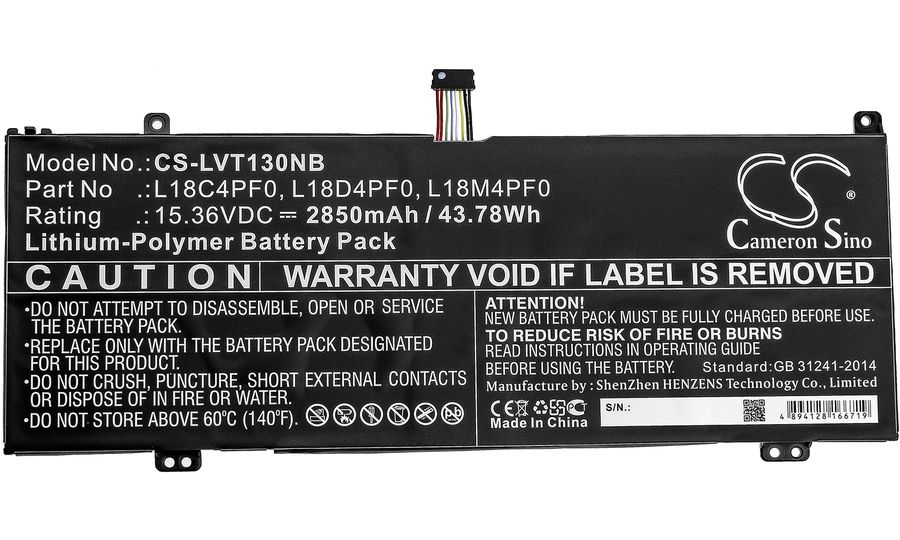 Model No.: CS-LVT130NB
Part No .: L18C4PF0, L18D4PF0, L18M4PF0
Rating .: 15.36VDC ⎓ 2850mAh / 43.78Wh
Lithium-Polymer Battery Pack
CS
®
Cameron Sino
CAUTION WARRANTY VOID IF LABEL IS REMOVED
•DO NOT ATTEMPT TO DISASSEMBLE, OPEN OR SERVICE
THE BATTERY PACK.
•REPLACE ONLY WITH THE BATTERY PACK DESIGNATED
FOR THIS PRODUCT.
•DO NOT CRUSH, PUNCTURE, SHORT EXTERNAL CONTACTS
OR DISPOSE OF IN FIRE OR WATER.
•DO NOT STORE ABOVE 60°C (140°F).
ATTENTION!
NEW BATTERY PACK MUST BE FULLY CHARGED BEFORE USE.
TO REDUCE RISK OF FIRE OR BURNS
READ INSTRUCTIONS IN OPERATING GUIDE
BEFORE USING THE BATTERY. Standard:GB 31241-2014
Manufacture by : ShenZhen HENZENS Technology Co., Limited
CE
Made In China
S/N.:
4 894128 166719